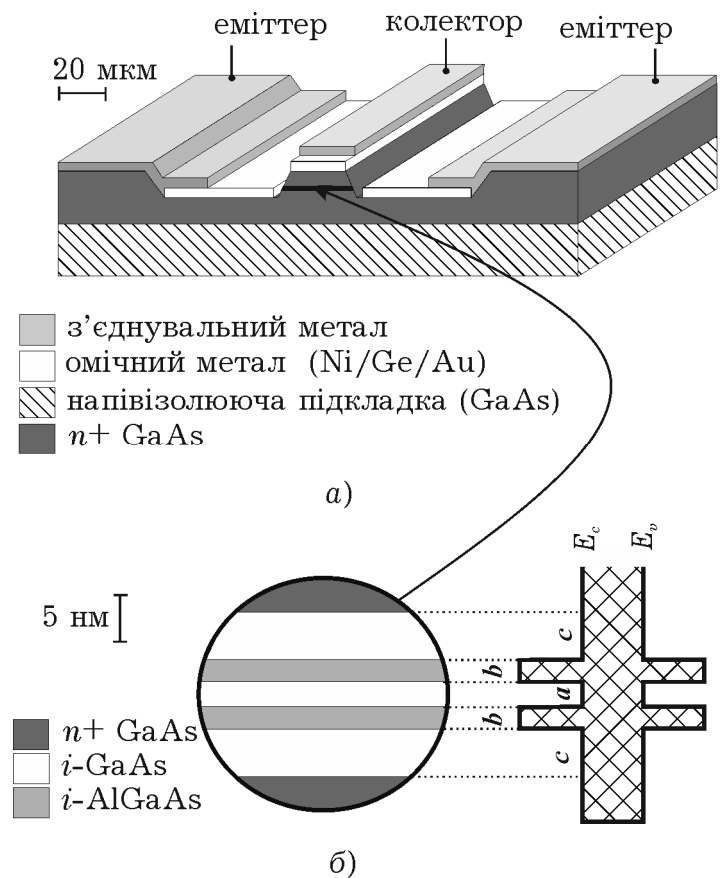 еміттер
колектор
еміттер
20 мкм
з’єднувальний метал
омічний метал (Ni/Ge/Au)
напівізолююча підкладка (GaAs)
n+ GaAs
а)
E_c
E_v
5 нм
c
b
a
b
c
n+ GaAs
i-GaAs
i-AlGaAs
б)